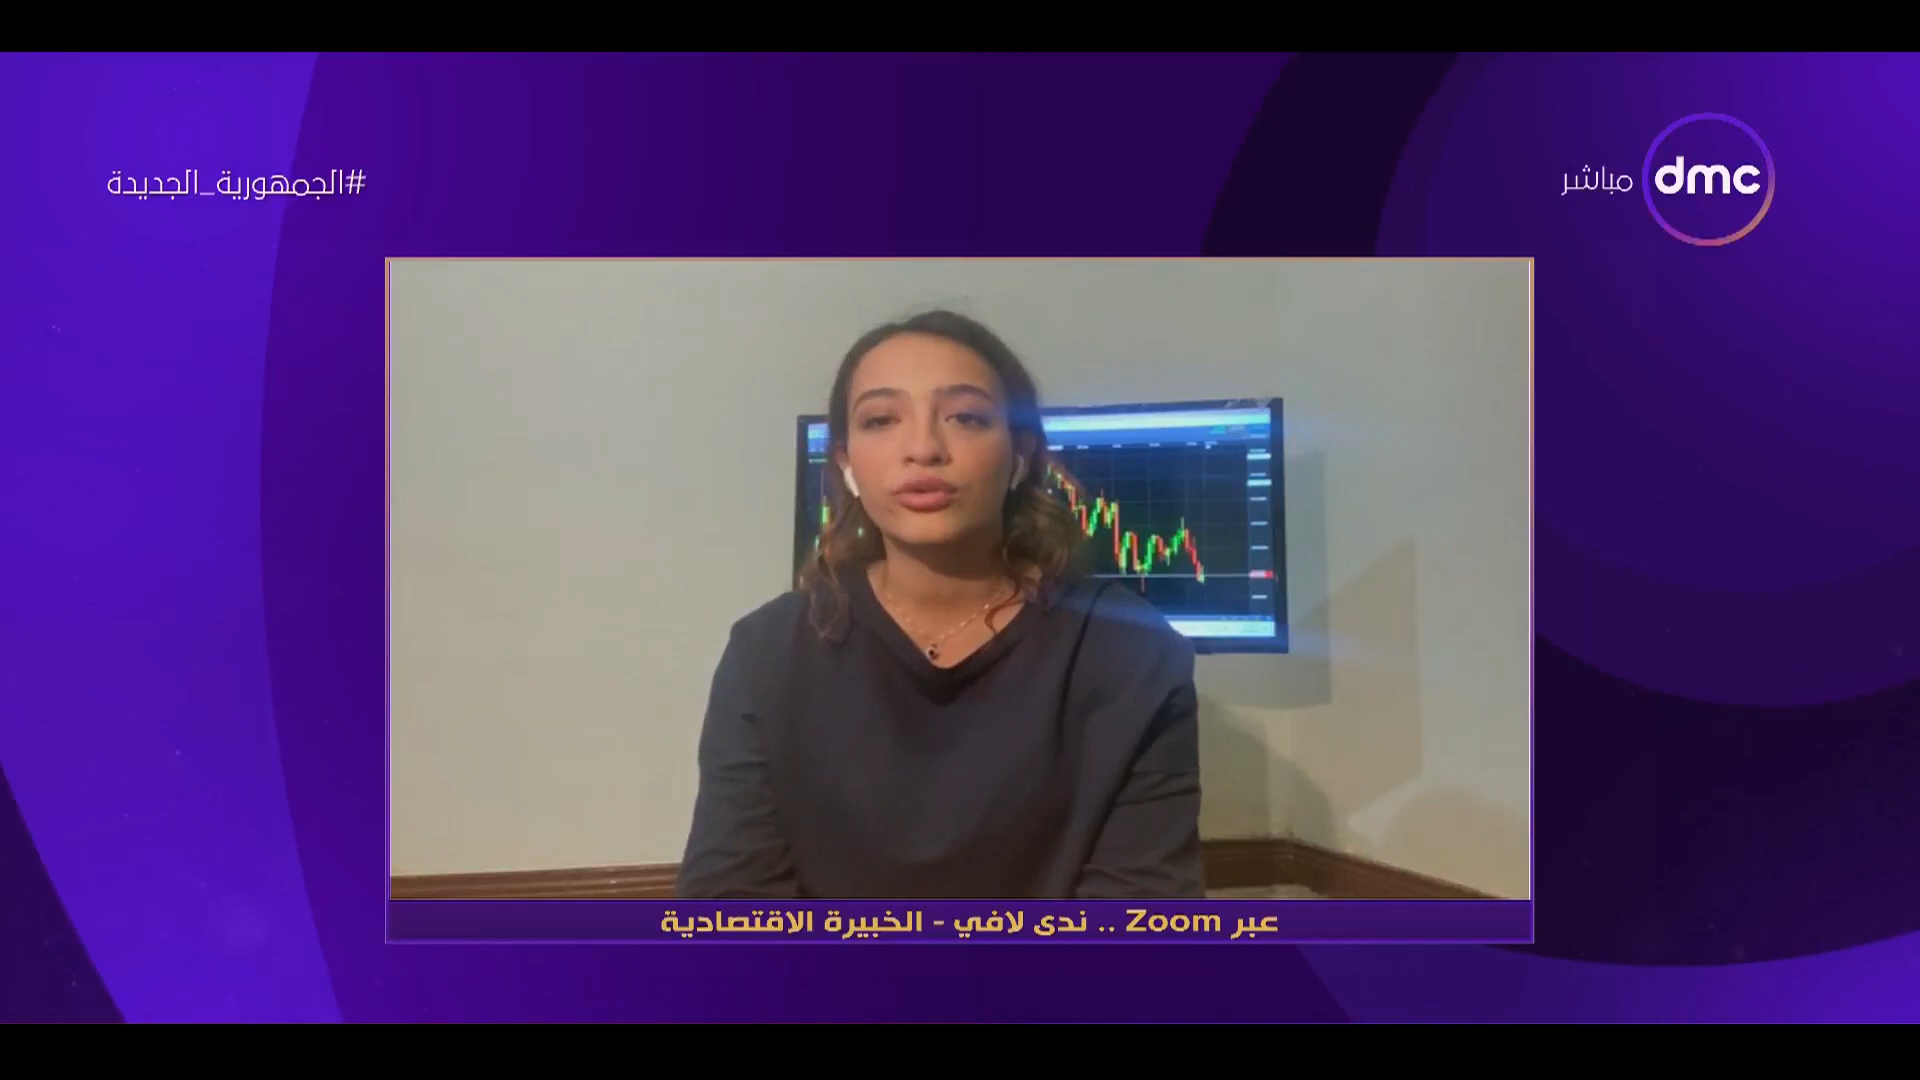 #الجمهورية_الجديدة
مباشر dmc
عبر Zoom .. ندى لافي - الخبيرة الاقتصادية